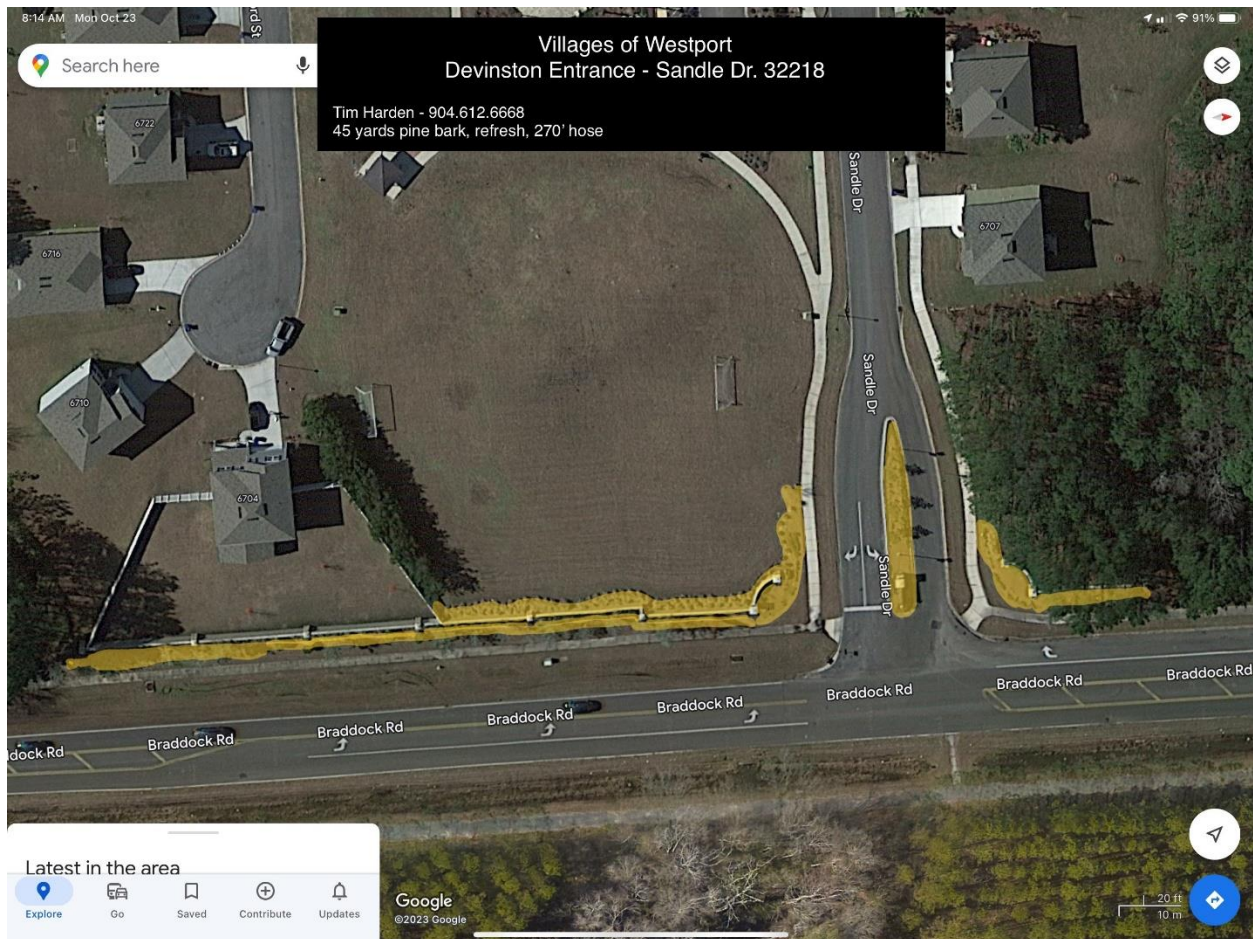 8:14 AM Mon Oct 23
91%
rd St
Search here
Villages of Westport
Devinston Entrance - Sandle Dr. 32218
Tim Harden - 904.612.6668
45 yards pine bark, refresh, 270' hose
6722
Sandle Dr
6707
6716
Sandle Dr
6710
6704
Sandle Dr
Braddock Rd
Braddock Rd
Braddock Rd
Braddock Rd
Braddock Rd
Braddock Rd
Braddock Rd
ddock Rd
Latest in the area
Explore
Go
Saved
Contribute
Updates
Google
©2023 Google
20 ft
10 m